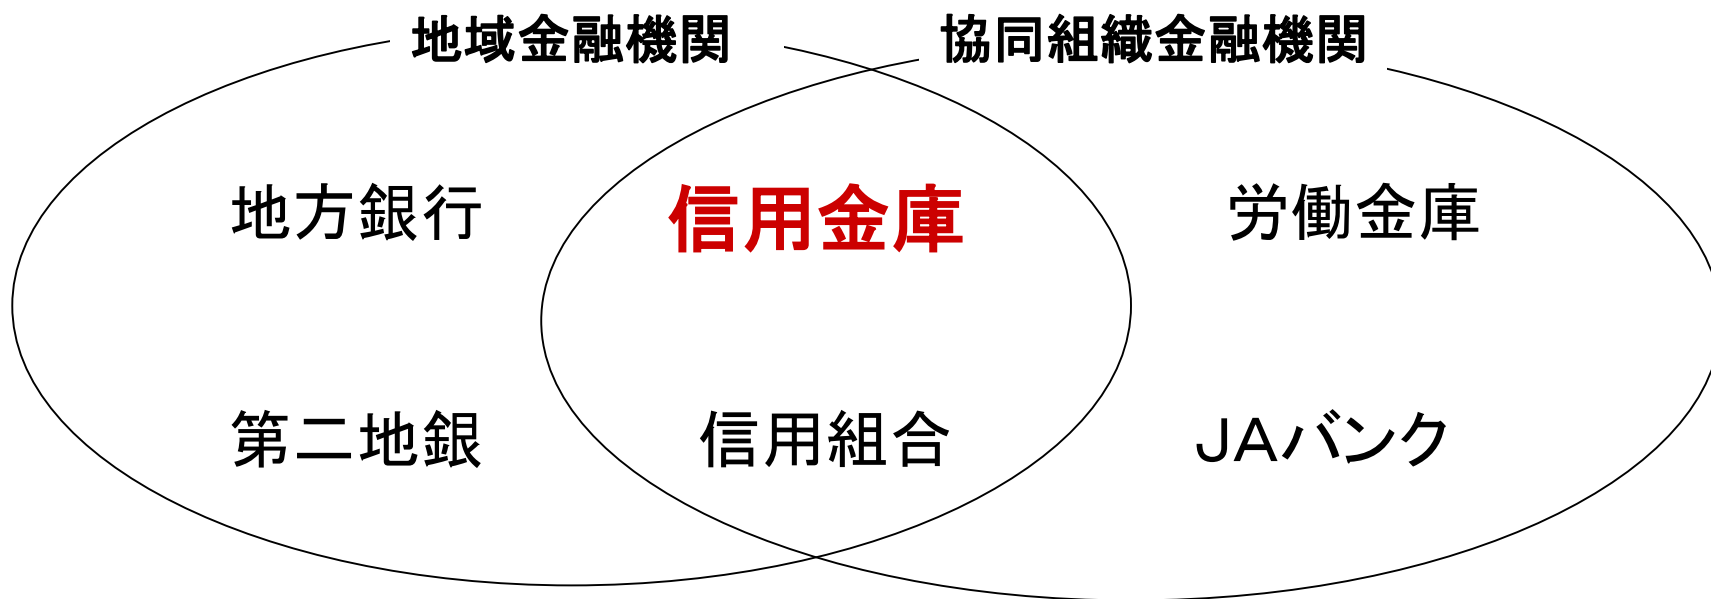 地域金融機関
協同組織金融機関
地方銀行
信用金庫
労働金庫
第二地銀
信用組合
JAバンク